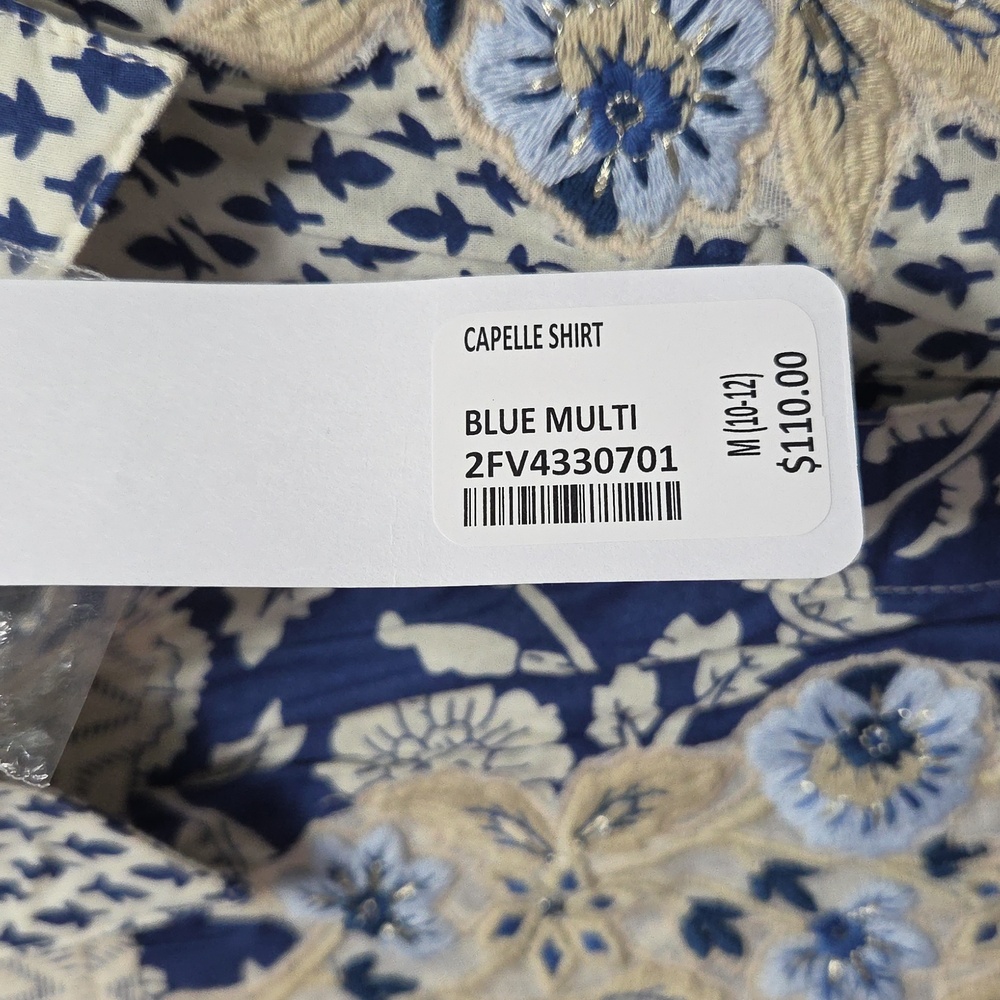 CAPELLE SHIRT
BLUE MULTI
2FV4330701
M (10-12)
$110.00